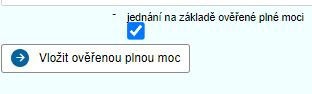 - jednání na základě ověřené plné moci
Vložit ověřenou plnou moc